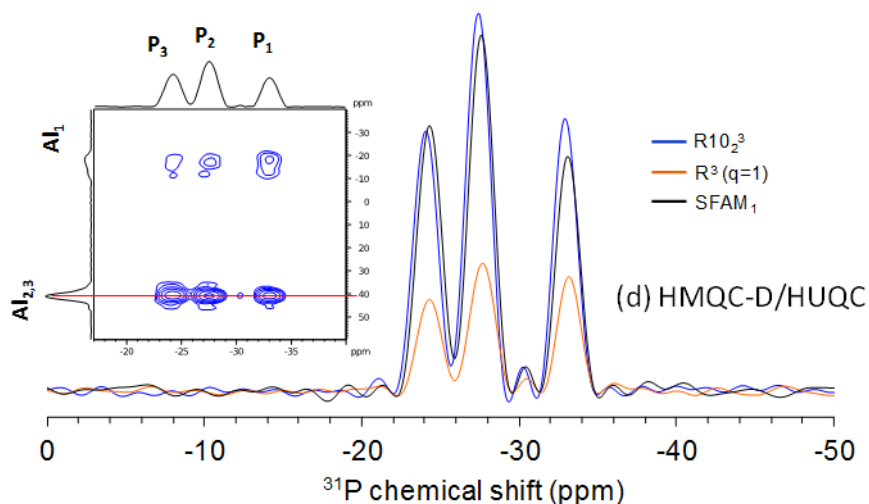 P₃ P₂ P₁
ppm
Al₁
-30
-20
-10
0
10
20
30
Al₂,₃
40
50
-20 -25 -30 -35 ppm
R10₂³
R³ (q=1)
SFAM₁
(d) HMQC-D/HUQC
0 -10 -20 -30 -40 -50
³¹P chemical shift (ppm)